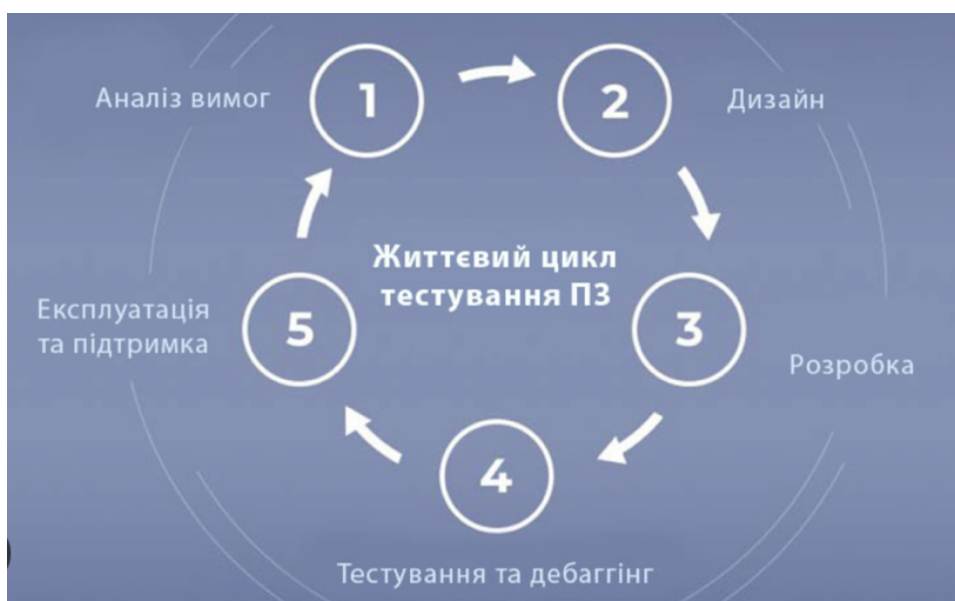 Аналіз вимог
1
2
Дизайн
Життєвий цикл
тестування ПЗ
Експлуатація
та підтримка
5
3
Розробка
4
Тестування та дебаггінг